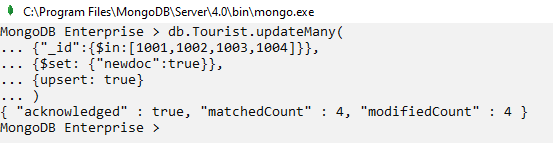 C:\Program Files\MongoDB\Server\4.0\bin\mongo.exe
MongoDB Enterprise > db.Tourist.updateMany(
... {"_id":{$in:[1001,1002,1003,1004]}},
... {$set: {"newdoc":true}},
... {upsert: true}
... )
{ "acknowledged" : true, "matchedCount" : 4, "modifiedCount" : 4 }
MongoDB Enterprise >